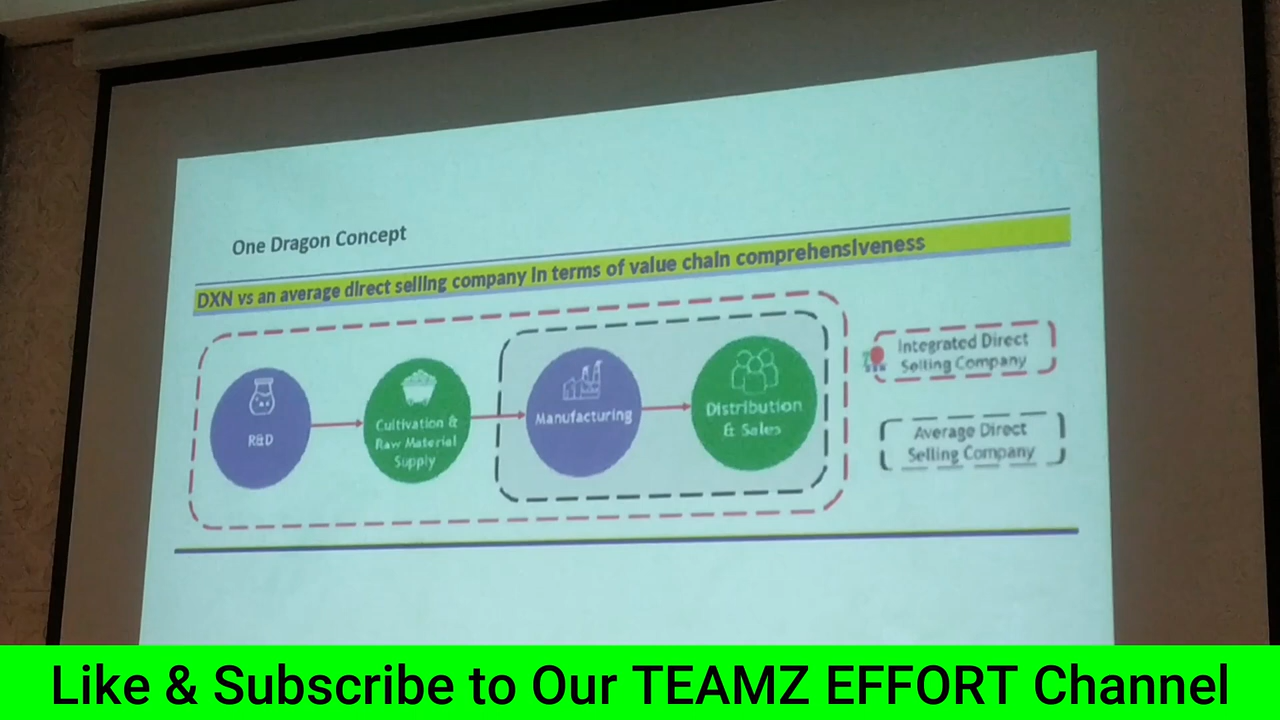 One Dragon Concept
DXN vs an average direct selling company in terms of value chain comprehensiveness
R&D
Cultivation &
Raw Material
Supply
Manufacturing
Distribution
& Sales
Integrated Direct
Selling Company
Average Direct
Selling Company
Like & Subscribe to Our TEAMZ EFFORT Channel